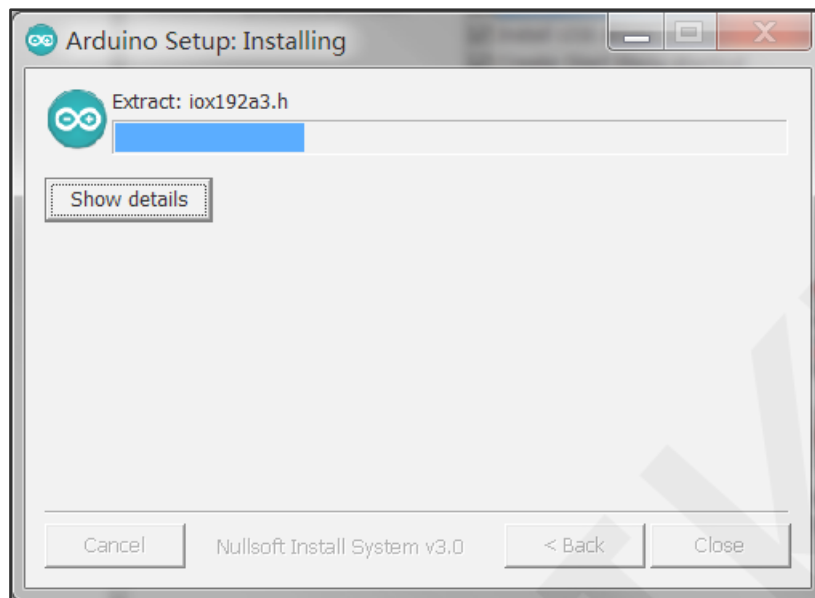 Arduino Setup: Installing
Extract: iox192a3.h
Show details
Cancel
Nullsoft Install System v3.0
< Back
Close